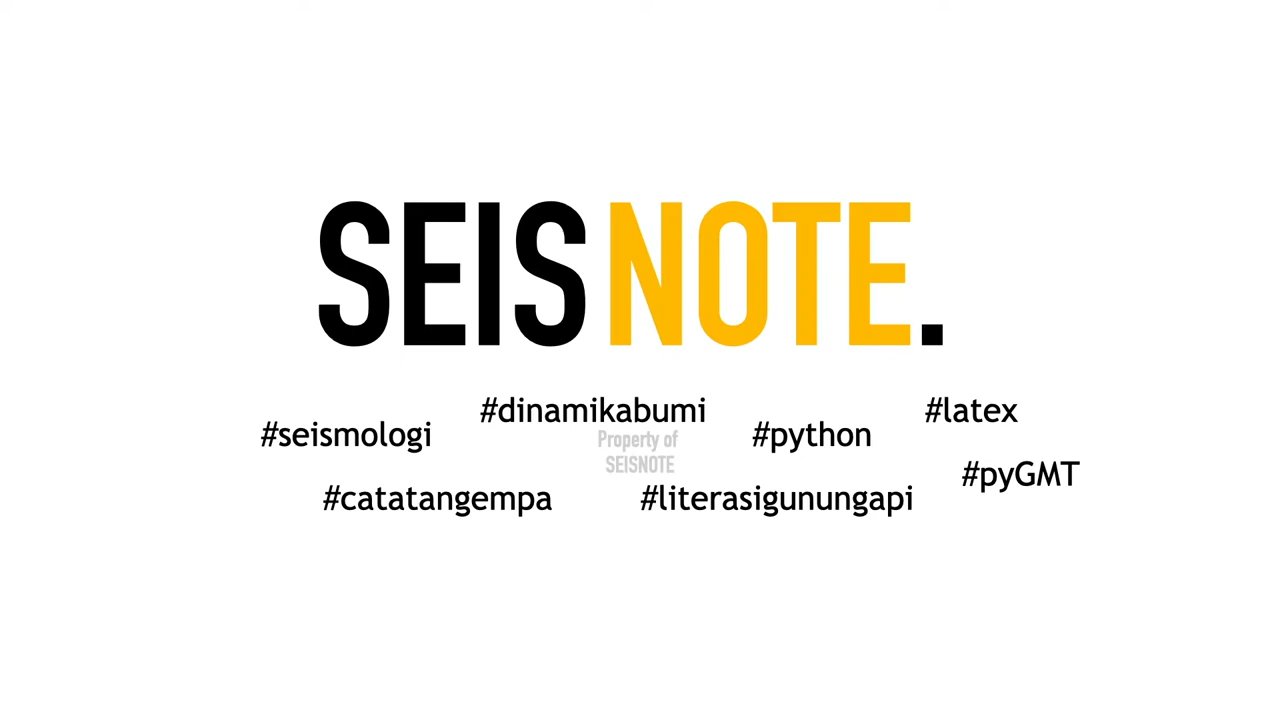 SEISNOTE.
#dinamikabumi
#latex
#seismologi
#python
Property of
SEISNOTE
#pyGMT
#catatangempa
#literasigunungapi